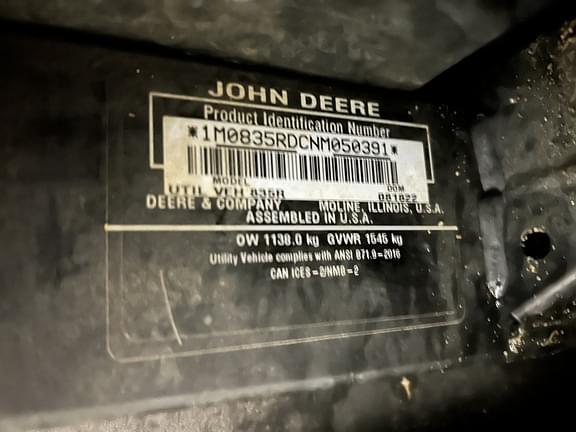 JOHN DEERE
Product Identification Number
*1M0835RDCNM050391*
MODEL DOM
UTIL VEH 835R 081822
DEERE & COMPANY MOLINE, ILLINOIS, U.S.A.
ASSEMBLED IN U.S.A.
OW 1138.0 kg GVWR 1545 kg
Utility Vehicle complies with ANSI B71.9-2016
CAN ICES-2/NMB-2